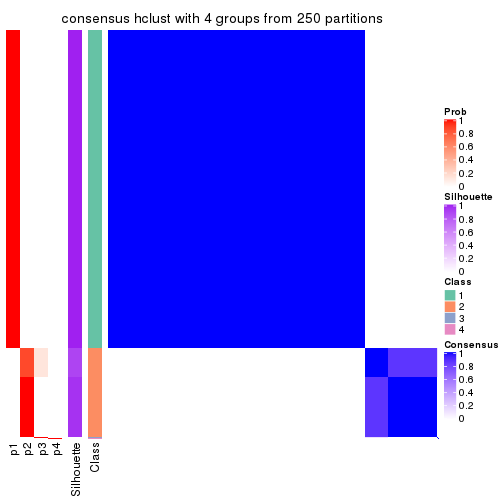 consensus hclust with 4 groups from 250 partitions
Prob
1
0.8
0.6
0.4
0.2
0
Silhouette
1
0.8
0.6
0.4
0.2
0
Class
1
2
3
4
Consensus
1
0.8
0.6
0.4
0.2
0
p1
p2
p3
p4
Silhouette
Class